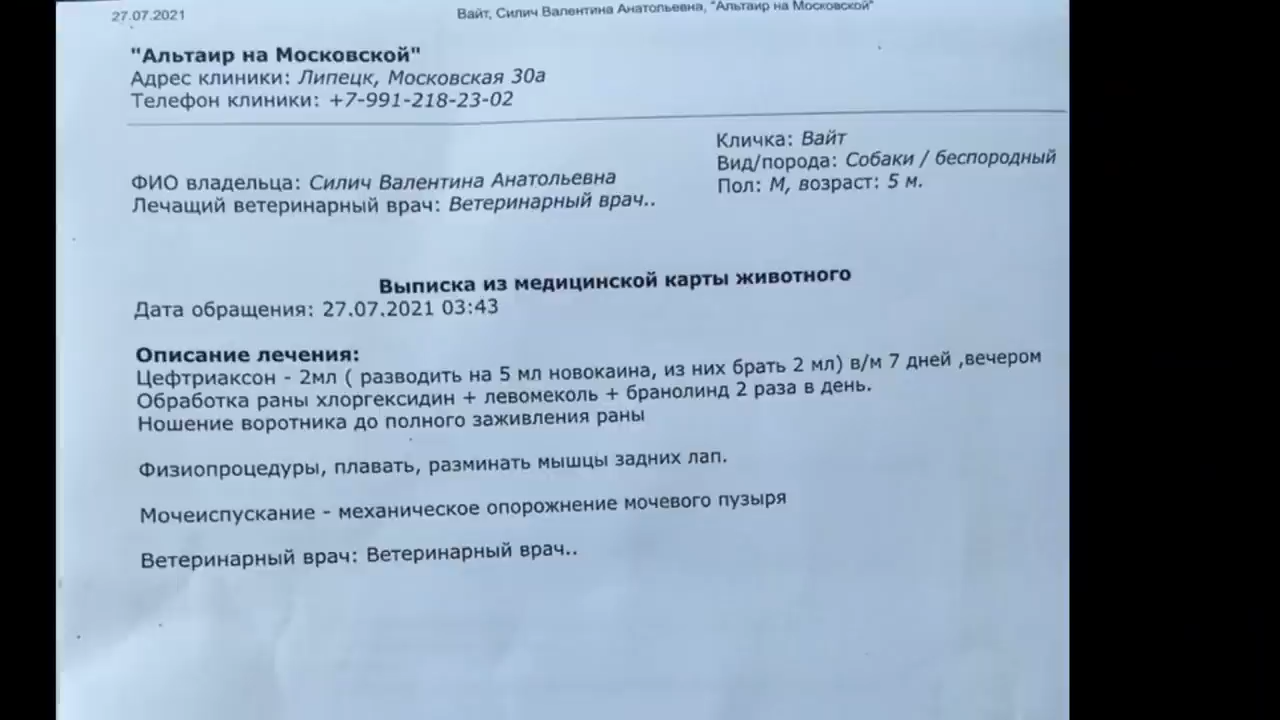 27.07.2021
Вайт, Силич Валентина Анатольевна, "Альтаир на Московской"
"Альтаир на Московской"
Адрес клиники: Липецк, Московская 30а
Телефон клиники: +7-991-218-23-02
Кличка: Вайт
Вид/порода: Собаки / беспородный
Пол: М, возраст: 5 м.
ФИО владельца: Силич Валентина Анатольевна
Лечащий ветеринарный врач: Ветеринарный врач..
Выписка из медицинской карты животного
Дата обращения: 27.07.2021 03:43
Описание лечения:
Цефтриаксон - 2мл ( разводить на 5 мл новокаина, из них брать 2 мл) в/м 7 дней ,вечером
Обработка раны хлоргексидин + левомеколь + бранолинд 2 раза в день.
Ношение воротника до полного заживления раны
Физиопроцедуры, плавать, разминать мышцы задних лап.
Мочеиспускание - механическое опорожнение мочевого пузыря
Ветеринарный врач: Ветеринарный врач..